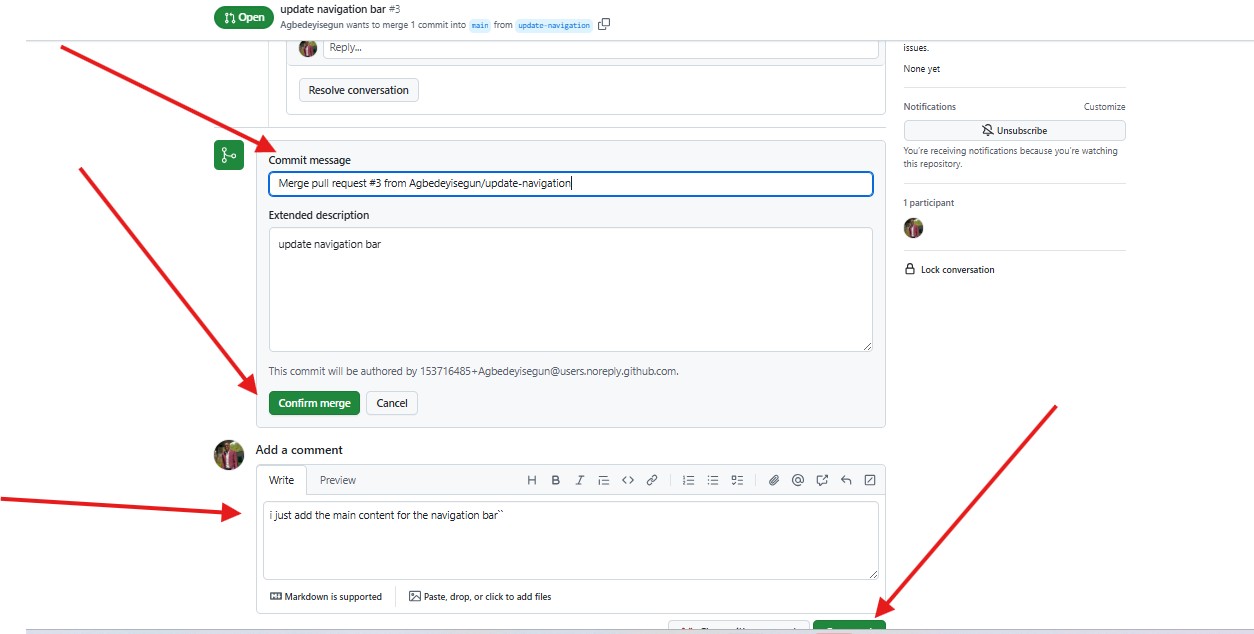 Open
update navigation bar #3
Agbedeyisegun wants to merge 1 commit into main from update-navigation
Reply...
Resolve conversation
issues.
None yet
Notifications
Customize
Unsubscribe
You're receiving notifications because you're watching
this repository.
1 participant
Lock conversation
Commit message
Merge pull request #3 from Agbedeyisegun/update-navigation
Extended description
update navigation bar
This commit will be authored by 153716485+Agbedeyisegun@users.noreply.github.com.
Confirm merge
Cancel
Add a comment
Write
Preview
i just add the main content for the navigation bar``
Markdown is supported
Paste, drop, or click to add files